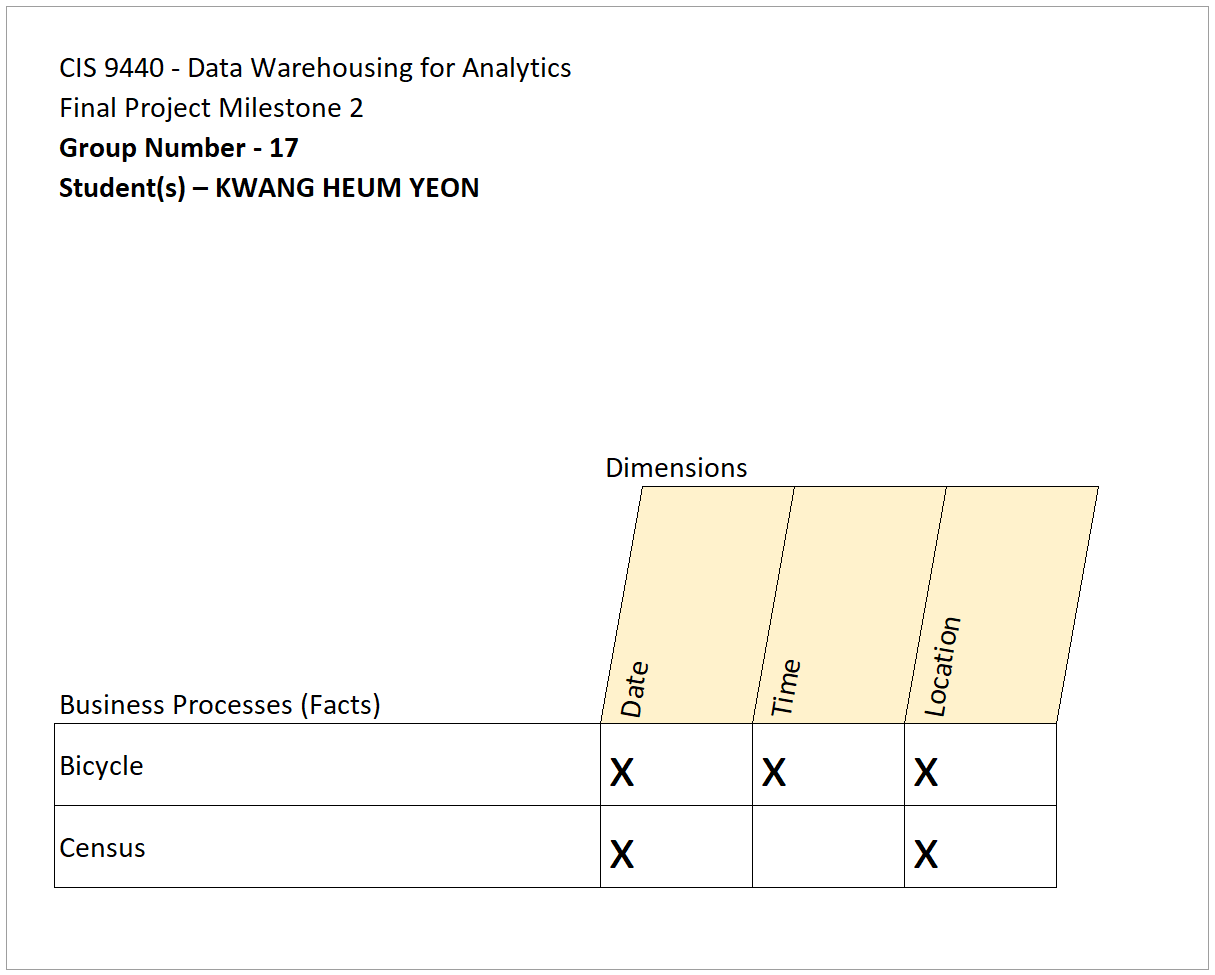 CIS 9440 - Data Warehousing for Analytics
Final Project Milestone 2
Group Number - 17
Student(s) – KWANG HEUM YEON
Dimensions
Business Processes (Facts)
Date
Time
Location
Bicycle X X X
Census X X